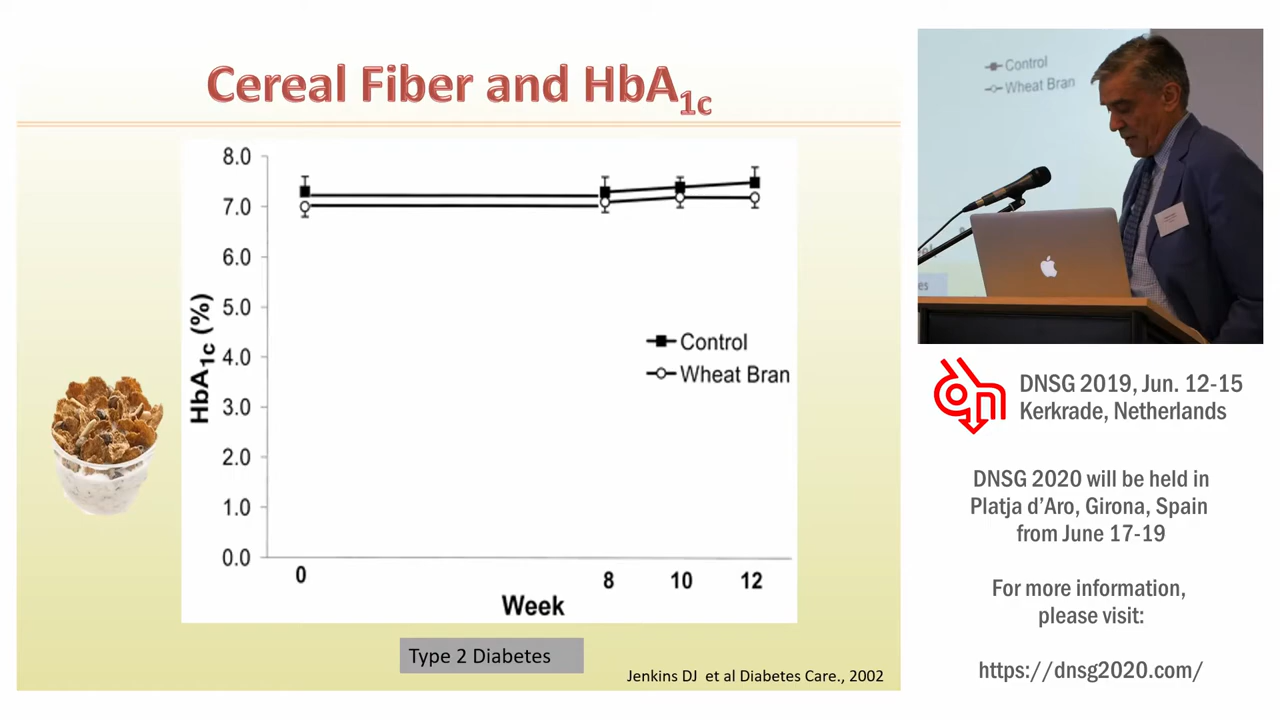 Cereal Fiber and HbA1c
8.0
7.0
6.0
5.0
4.0
3.0
2.0
1.0
0.0
HbA1c (%)
Control
Wheat Bran
0
8
10
12
Week
Type 2 Diabetes
Jenkins DJ et al Diabetes Care., 2002
Control
Wheat Bran
DNSG 2019, Jun. 12-15
Kerkrade, Netherlands
DNSG 2020 will be held in
Platja d'Aro, Girona, Spain
from June 17-19
For more information,
please visit:
https://dnsg2020.com/